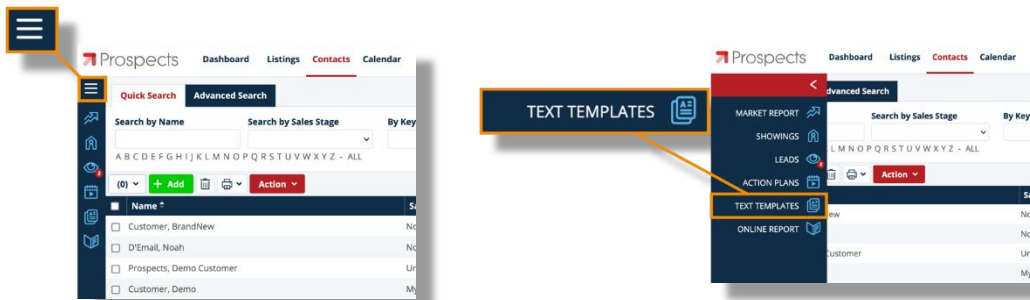 Prospects Dashboard Listings Contacts Calendar
Quick Search Advanced Search
Search by Name Search by Sales Stage By Key
A B C D E F G H I J K L M N O P Q R S T U V W X Y Z - ALL
(0) + Add Action
Name
Customer, BrandNew
D'Email, Noah
Prospects, Demo Customer
Customer, Demo
2
TEXT TEMPLATES
Prospects Dashboard Listings Contacts Calendar
dvanced Search
MARKET REPORT Search by Sales Stage By Key
SHOWINGS
L M N O P Q R S T U V W X Y Z - ALL
LEADS 2
ACTION PLANS Action
TEXT TEMPLATES
ew
ONLINE REPORT
Customer